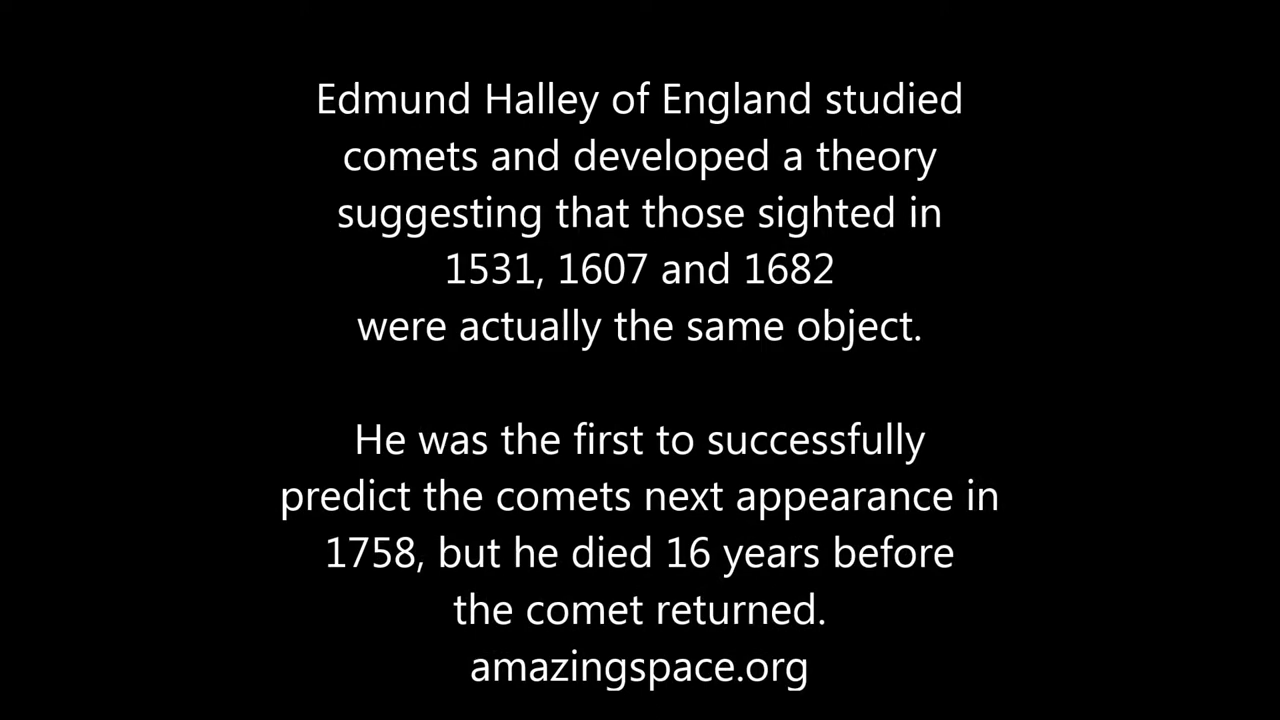 Edmund Halley of England studied
comets and developed a theory
suggesting that those sighted in
1531, 1607 and 1682
were actually the same object.
He was the first to successfully
predict the comets next appearance in
1758, but he died 16 years before
the comet returned.
amazingspace.org